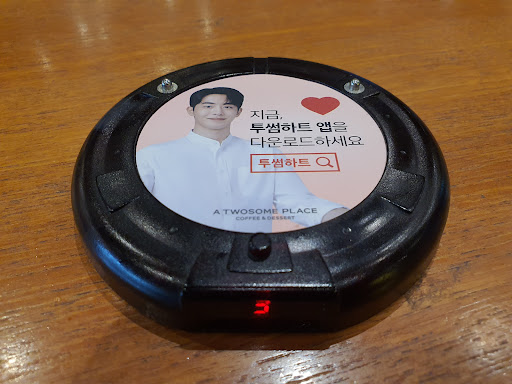 지금,
투썸하트 앱을
다운로드하세요
투썸하트
A TWOSOME PLACE
COFFEE & DESSERT